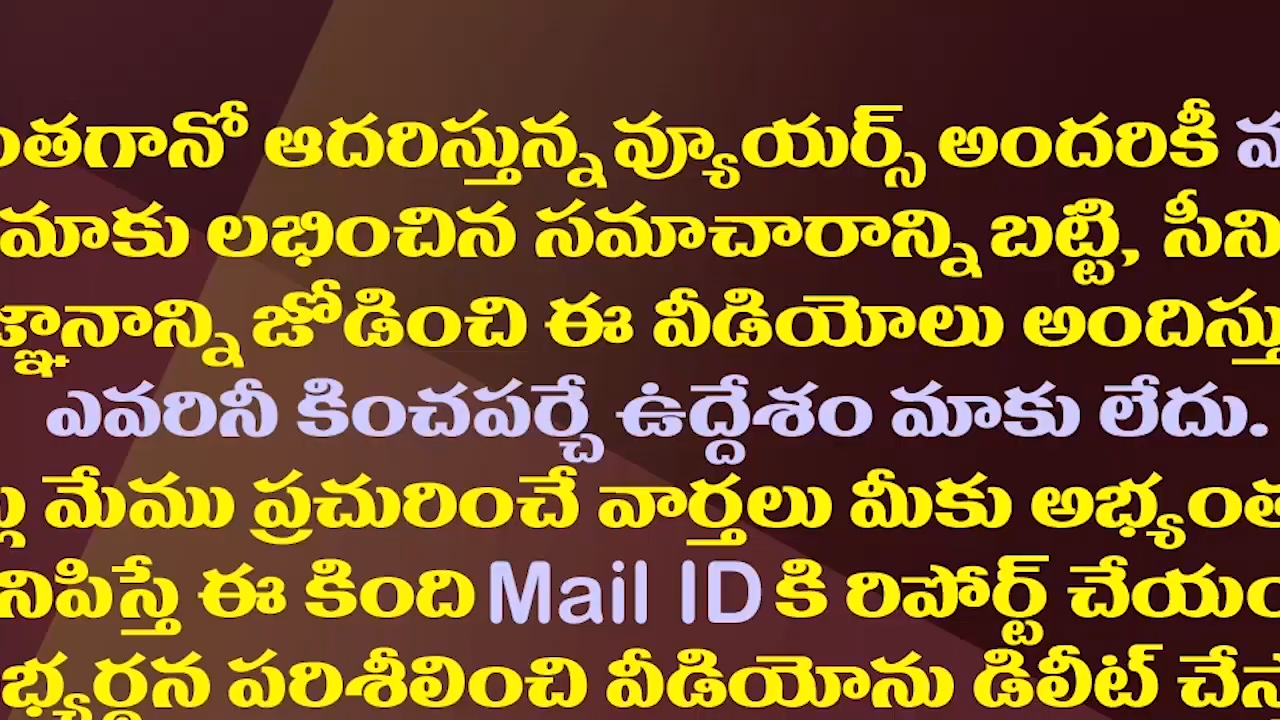 ఆదరిస్తున్న వ్యూయర్స్ అందరికీ
మాకు లభించిన సమాచారాన్ని బట్టి,
జోడించి ఈ వీడియోలు
ఎవరినీ కించపర్చే ఉద్దేశం మాకు లేదు.
మేము ప్రచురించే వార్తలు మీకు
ఈ కింది Mail ID కి రిపోర్ట్
పరిశీలించి వీడియోను డిలీట్